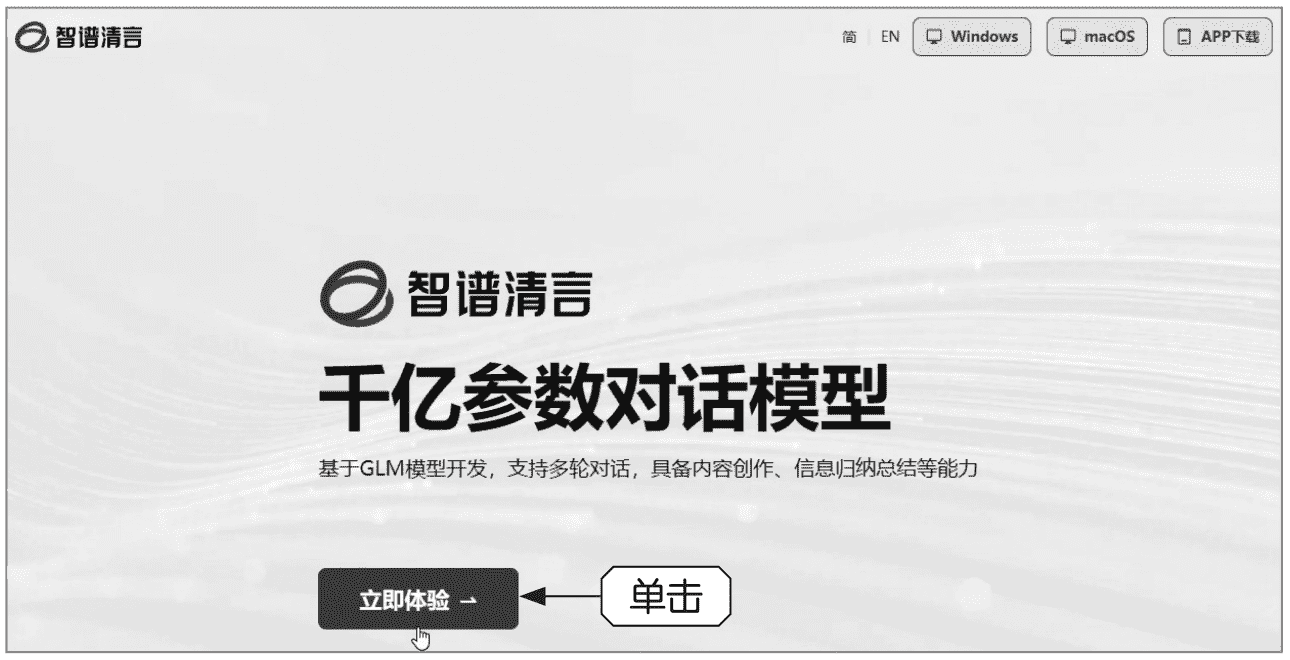 智谱清言
简 EN Windows macOS APP下载
智谱清言
千亿参数对话模型
基于GLM模型开发，支持多轮对话，具备内容创作、信息归纳总结等能力
立即体验 → 单击